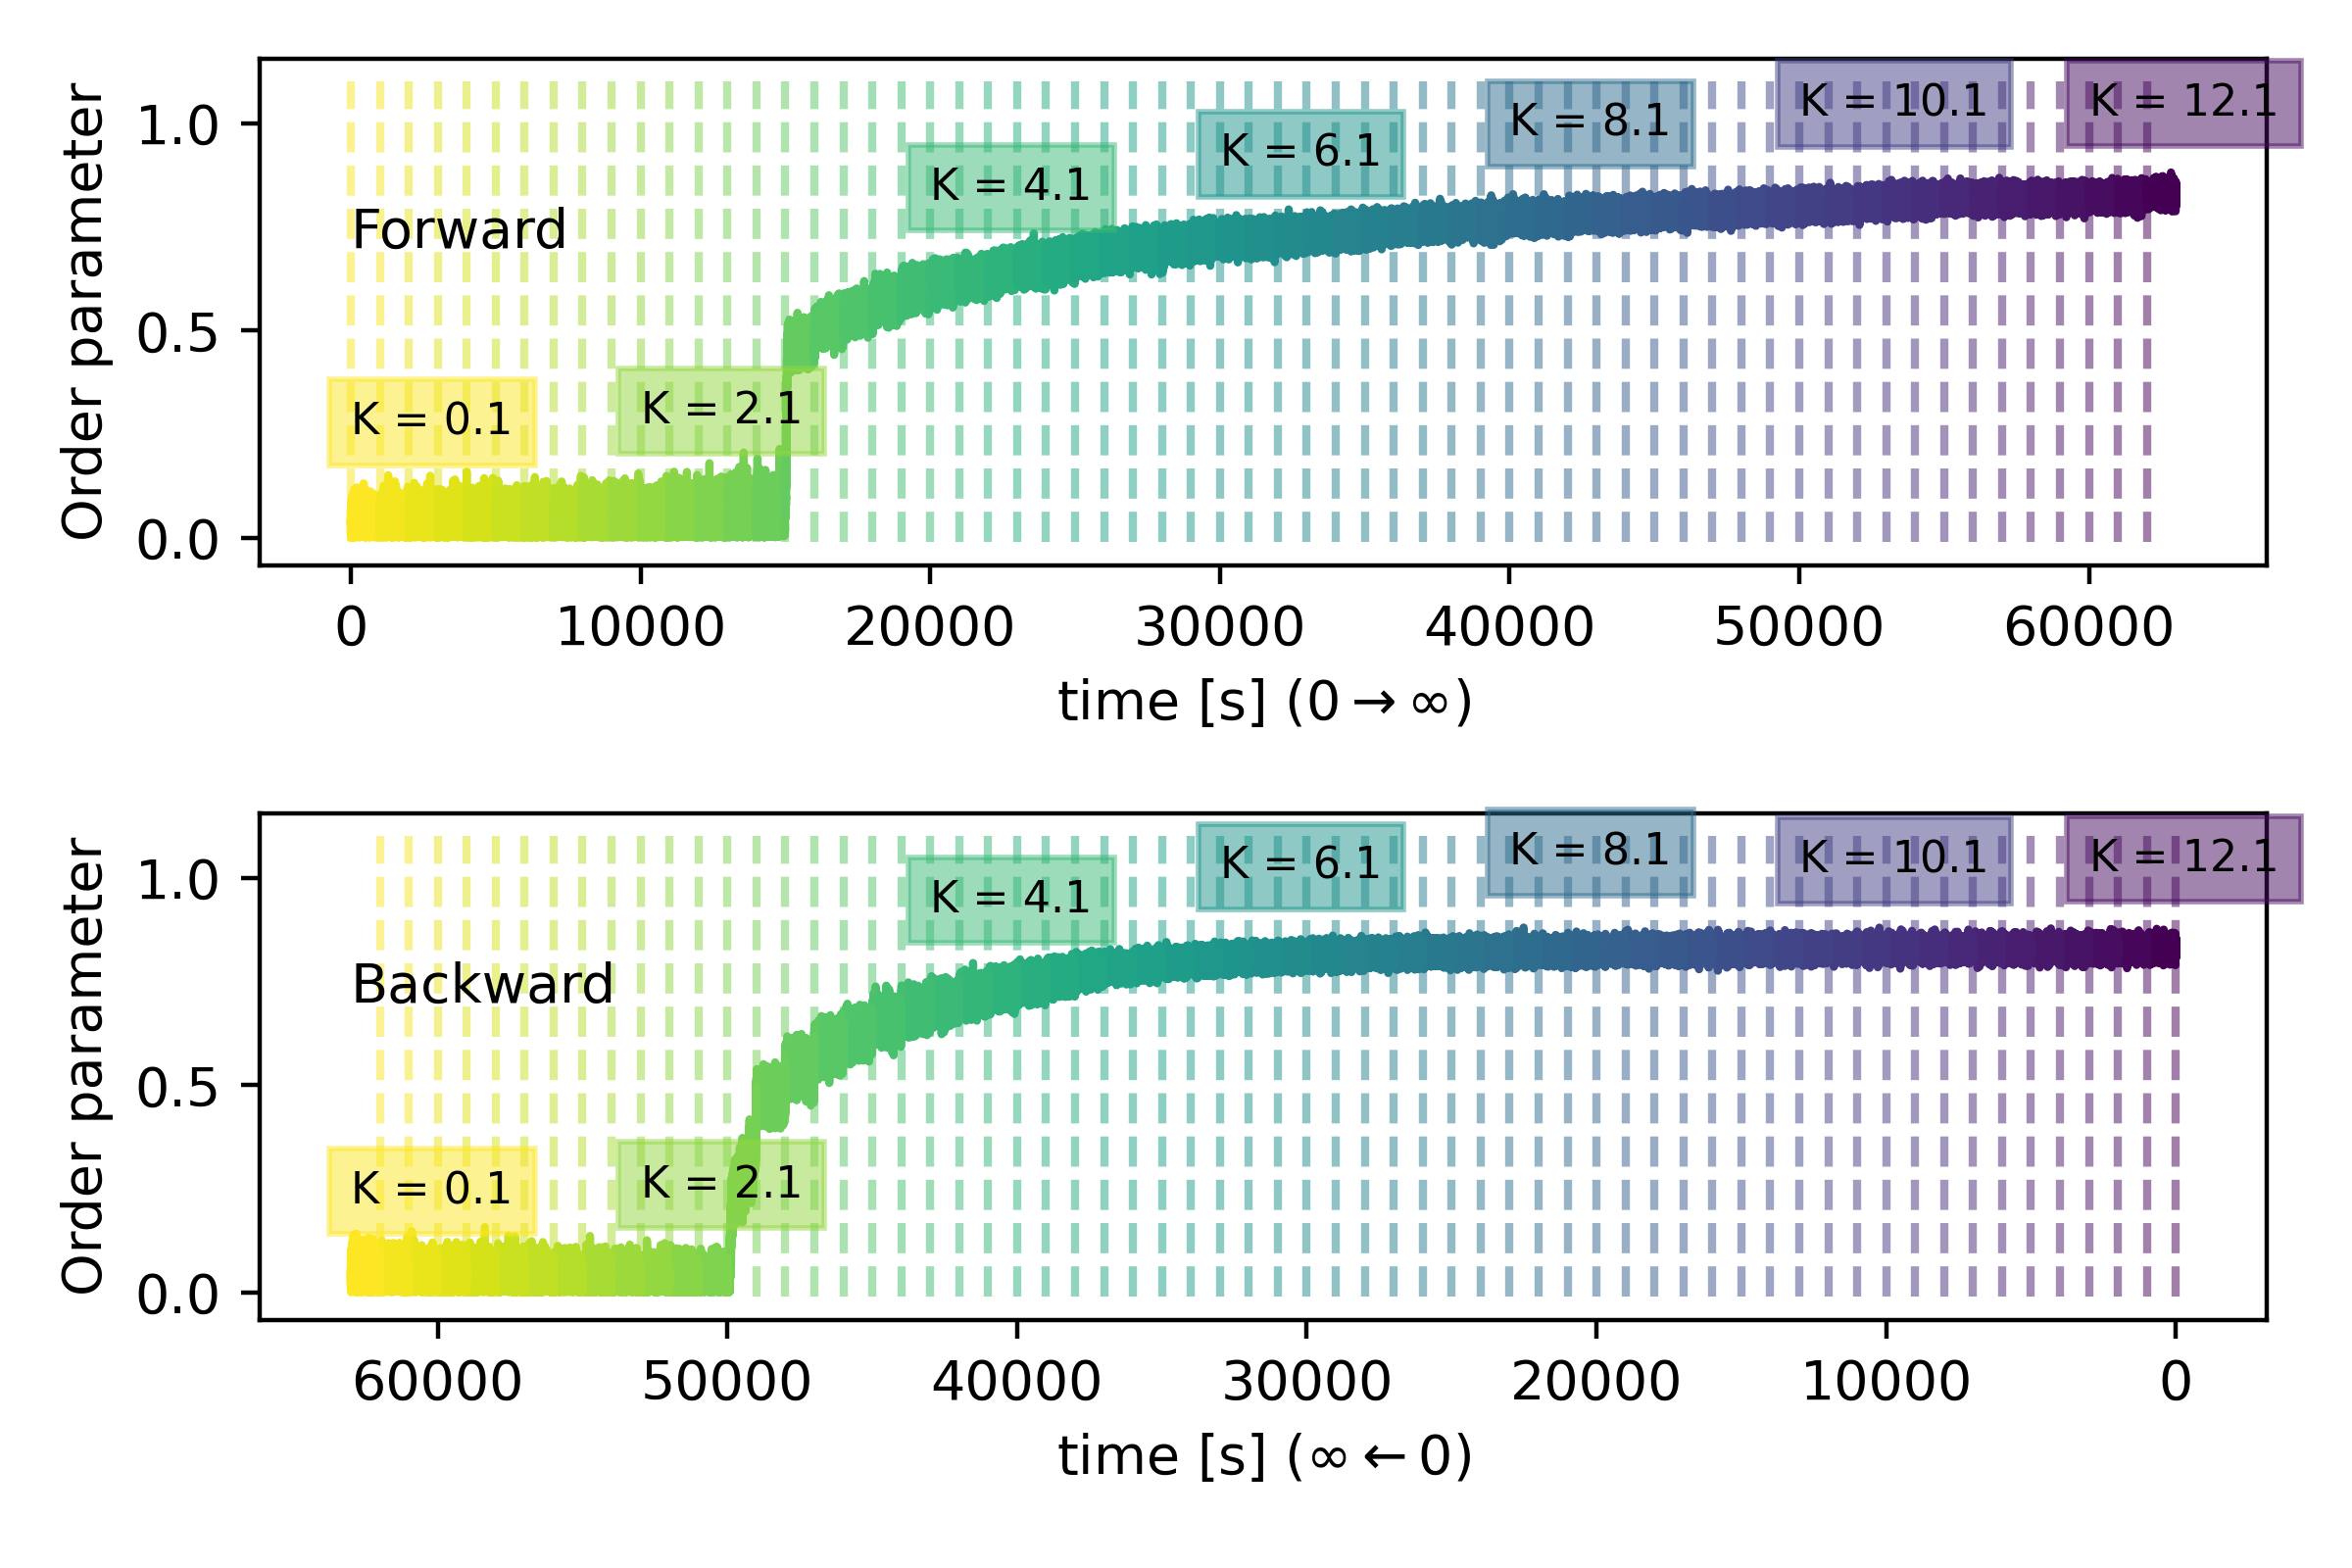 K = 12.1
K = 10.1
K = 8.1
K = 6.1
K = 4.1
Forward
K = 2.1
K = 0.1
Order parameter
1.0
0.5
0.0
0 10000 20000 30000 40000 50000 60000
time [s] (0 → ∞)
K = 8.1
K = 12.1
K = 10.1
K = 6.1
K = 4.1
Backward
K = 2.1
K = 0.1
Order parameter
1.0
0.5
0.0
60000 50000 40000 30000 20000 10000 0
time [s] (∞ ← 0)